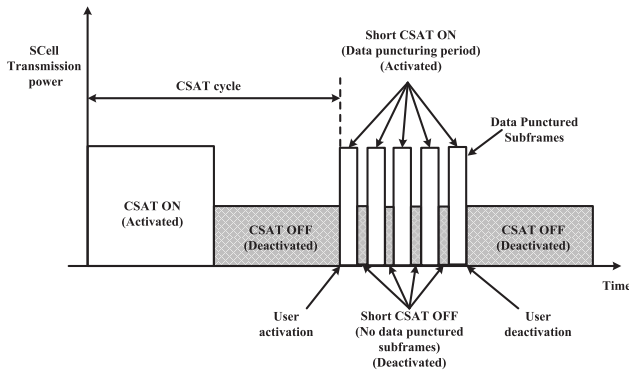 Short CSAT ON
(Data puncturing period)
(Activated)
SCell
Transmission
power
CSAT cycle
Data Punctured
Subframes
CSAT ON
(Activated)
CSAT OFF
(Deactivated)
CSAT OFF
(Deactivated)
Time
User
activation
Short CSAT OFF
(No data punctured
subframes)
(Deactivated)
User
deactivation